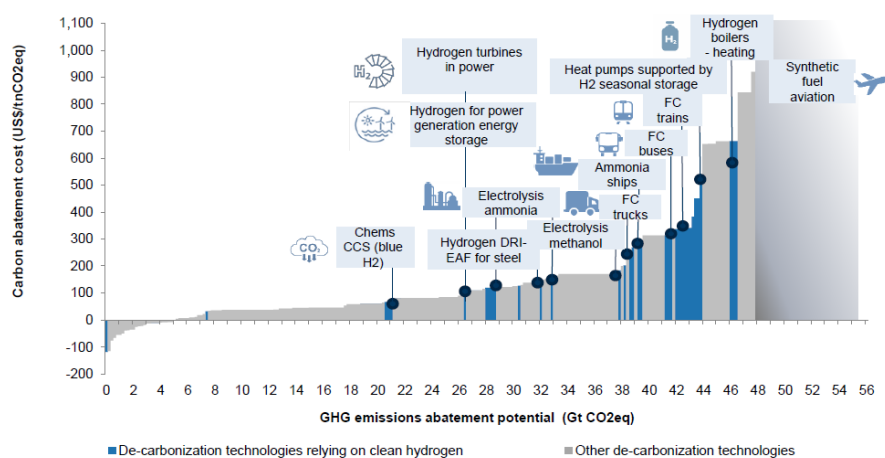 Carbon abatement cost (US$/tnCO2eq)
1,100
1,000
900
800
700
600
500
400
300
200
100
0
-100
-200
H2
Hydrogen turbines
in power
Hydrogen for power
generation energy
storage
Heat pumps supported by
H2 seasonal storage
H2
Hydrogen
boilers
- heating
Synthetic
fuel
aviation
FC
trains
FC
buses
Ammonia
ships
FC
trucks
Electrolysis
ammonia
Electrolysis
methanol
CO2
Chems
CCS (blue
H2)
Hydrogen DRI-
EAF for steel
0 2 4 6 8 10 12 14 16 18 20 22 24 26 28 30 32 34 36 38 40 42 44 46 48 50 52 54 56
GHG emissions abatement potential (Gt CO2eq)
De-carbonization technologies relying on clean hydrogen
Other de-carbonization technologies